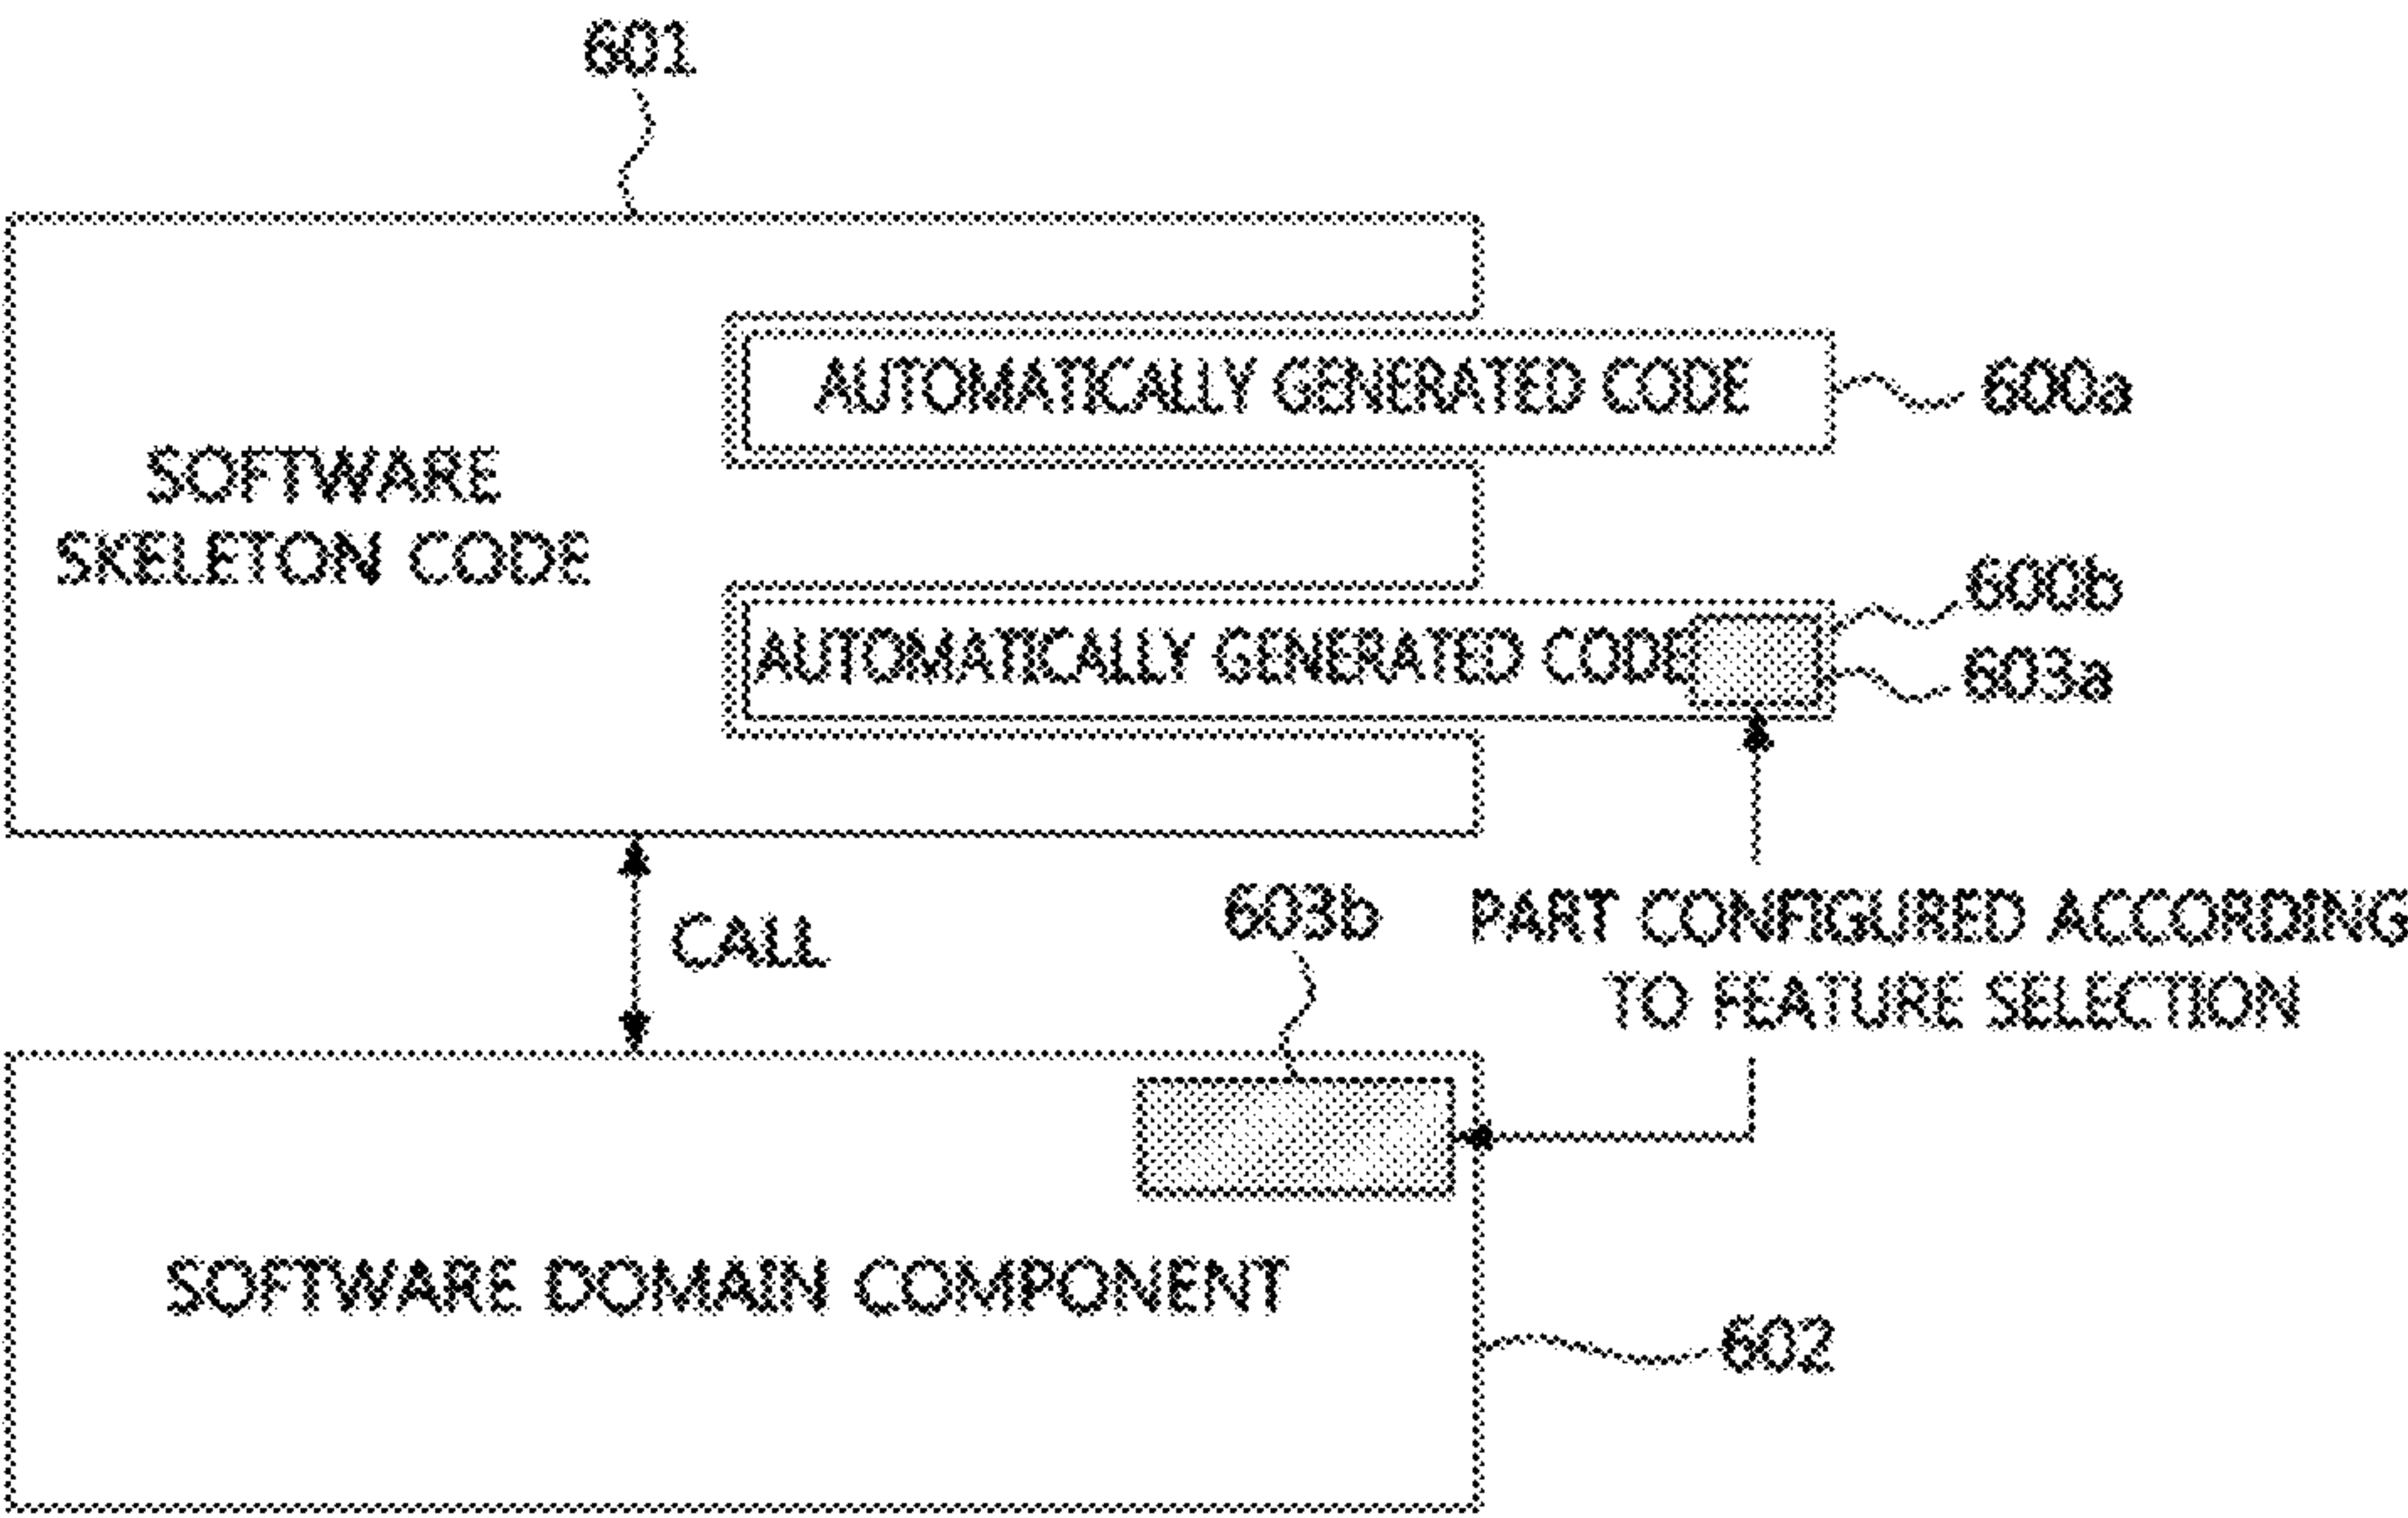 601
AUTOMATICALLY GENERATED CODE
600a
SOFTWARE
SKELETON CODE
600b
AUTOMATICALLY GENERATED CODE
603a
CALL
603b
PART CONFIGURED ACCORDING
TO FEATURE SELECTION
SOFTWARE DOMAIN COMPONENT
602